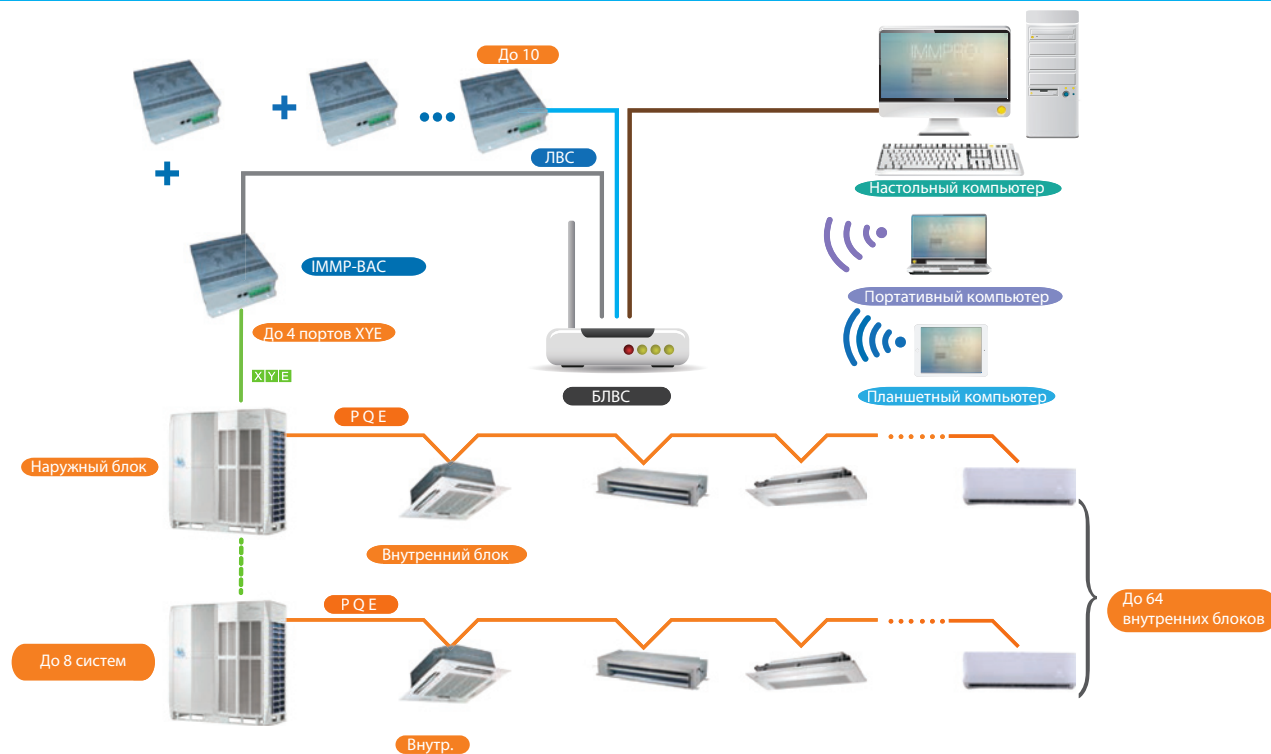 До 10
IMMPRO
ЛВС
Настольный компьютер
IMMP-BAC
Портативный компьютер
До 4 портов XYE
X Y E
БЛВС
Планшетный компьютер
P Q E
Наружный блок
Внутренний блок
P Q E
До 64
внутренних блоков
До 8 систем
Внутр.